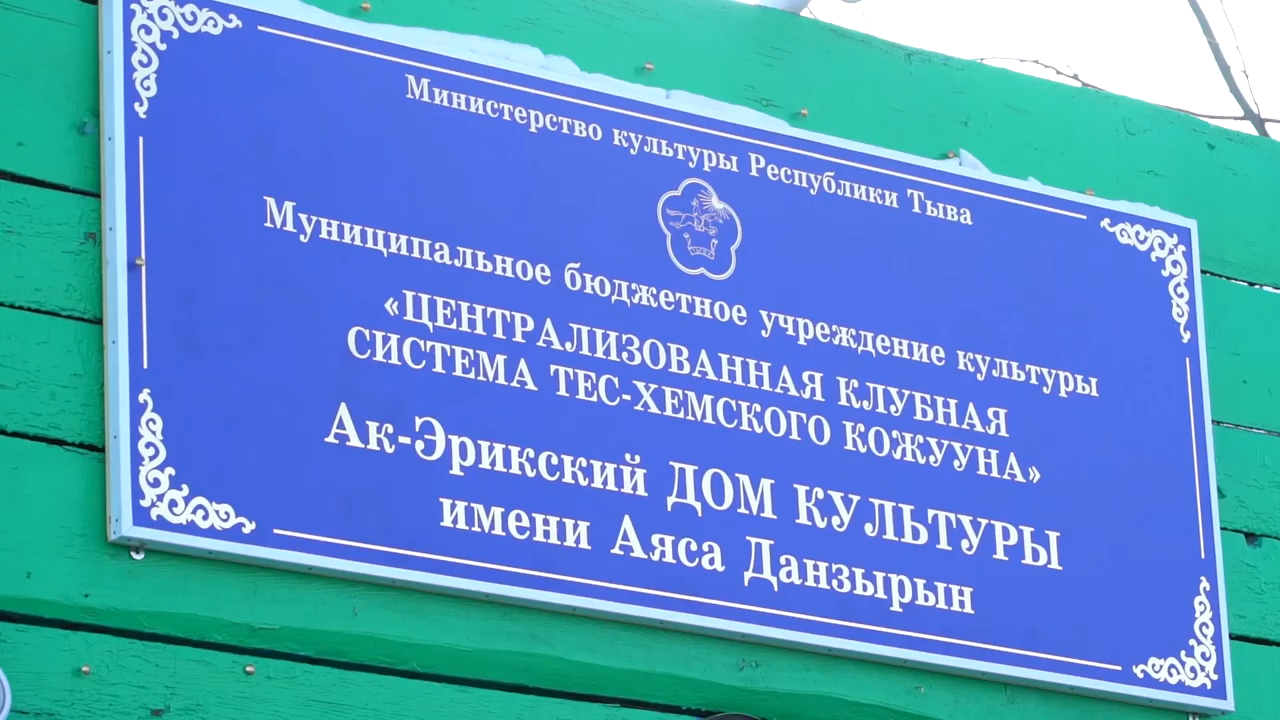 Министерство культуры Республики Тыва
Муниципальное бюджетное учреждение культуры
«ЦЕНТРАЛИЗОВАННАЯ КЛУБНАЯ
СИСТЕМА ТЕС-ХЕМСКОГО КОЖУУНА»
Ак-Эрикский ДОМ КУЛЬТУРЫ
имени Аяса Данзырын